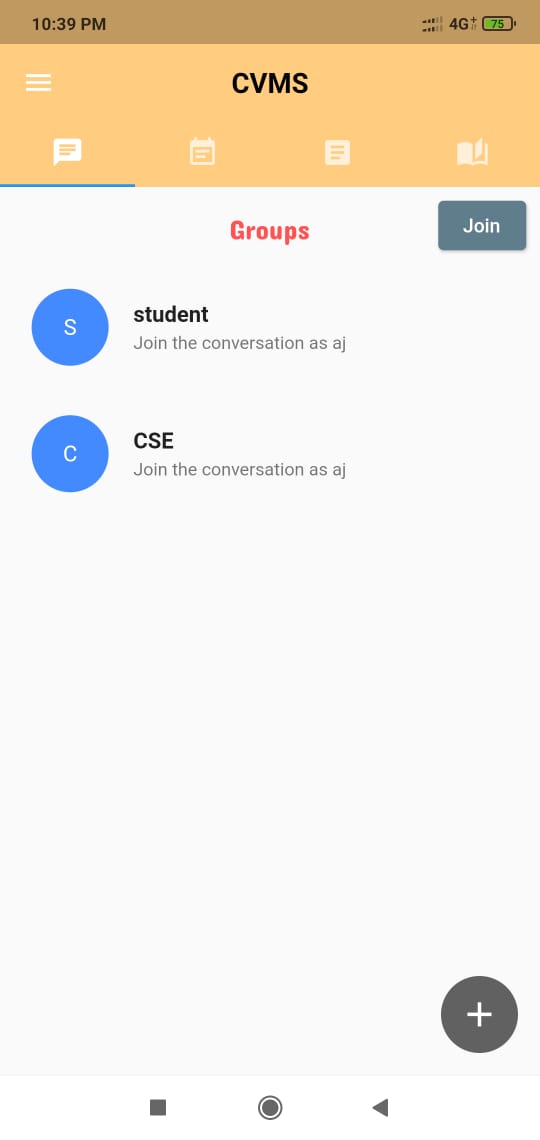 10:39 PM
4G+
75
CVMS
Groups
Join
S
student
Join the conversation as aj
C
CSE
Join the conversation as aj